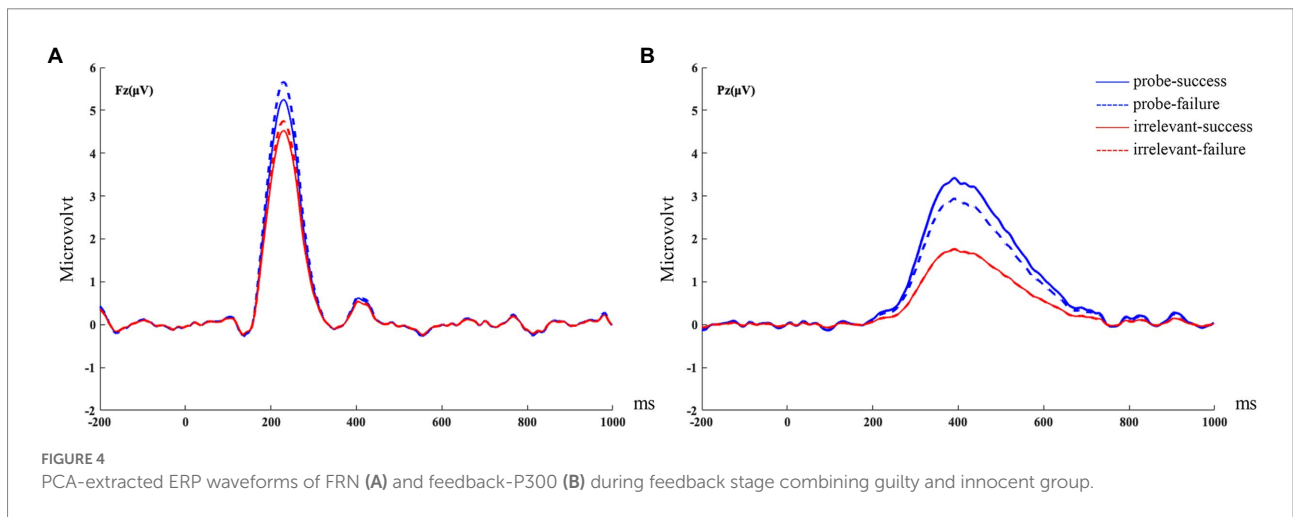 A
B
6
5
4
3
2
1
0
-1
-2
Fz(μV)
Microvolvt
-200 0 200 400 600 800 1000
ms
6
5
4
3
2
1
0
-1
-2
Pz(μV)
Microvolvt
-200 0 200 400 600 800 1000
ms
probe-success
probe-failure
irrelevant-success
irrelevant-failure
FIGURE 4
PCA-extracted ERP waveforms of FRN (A) and feedback-P300 (B) during feedback stage combining guilty and innocent group.